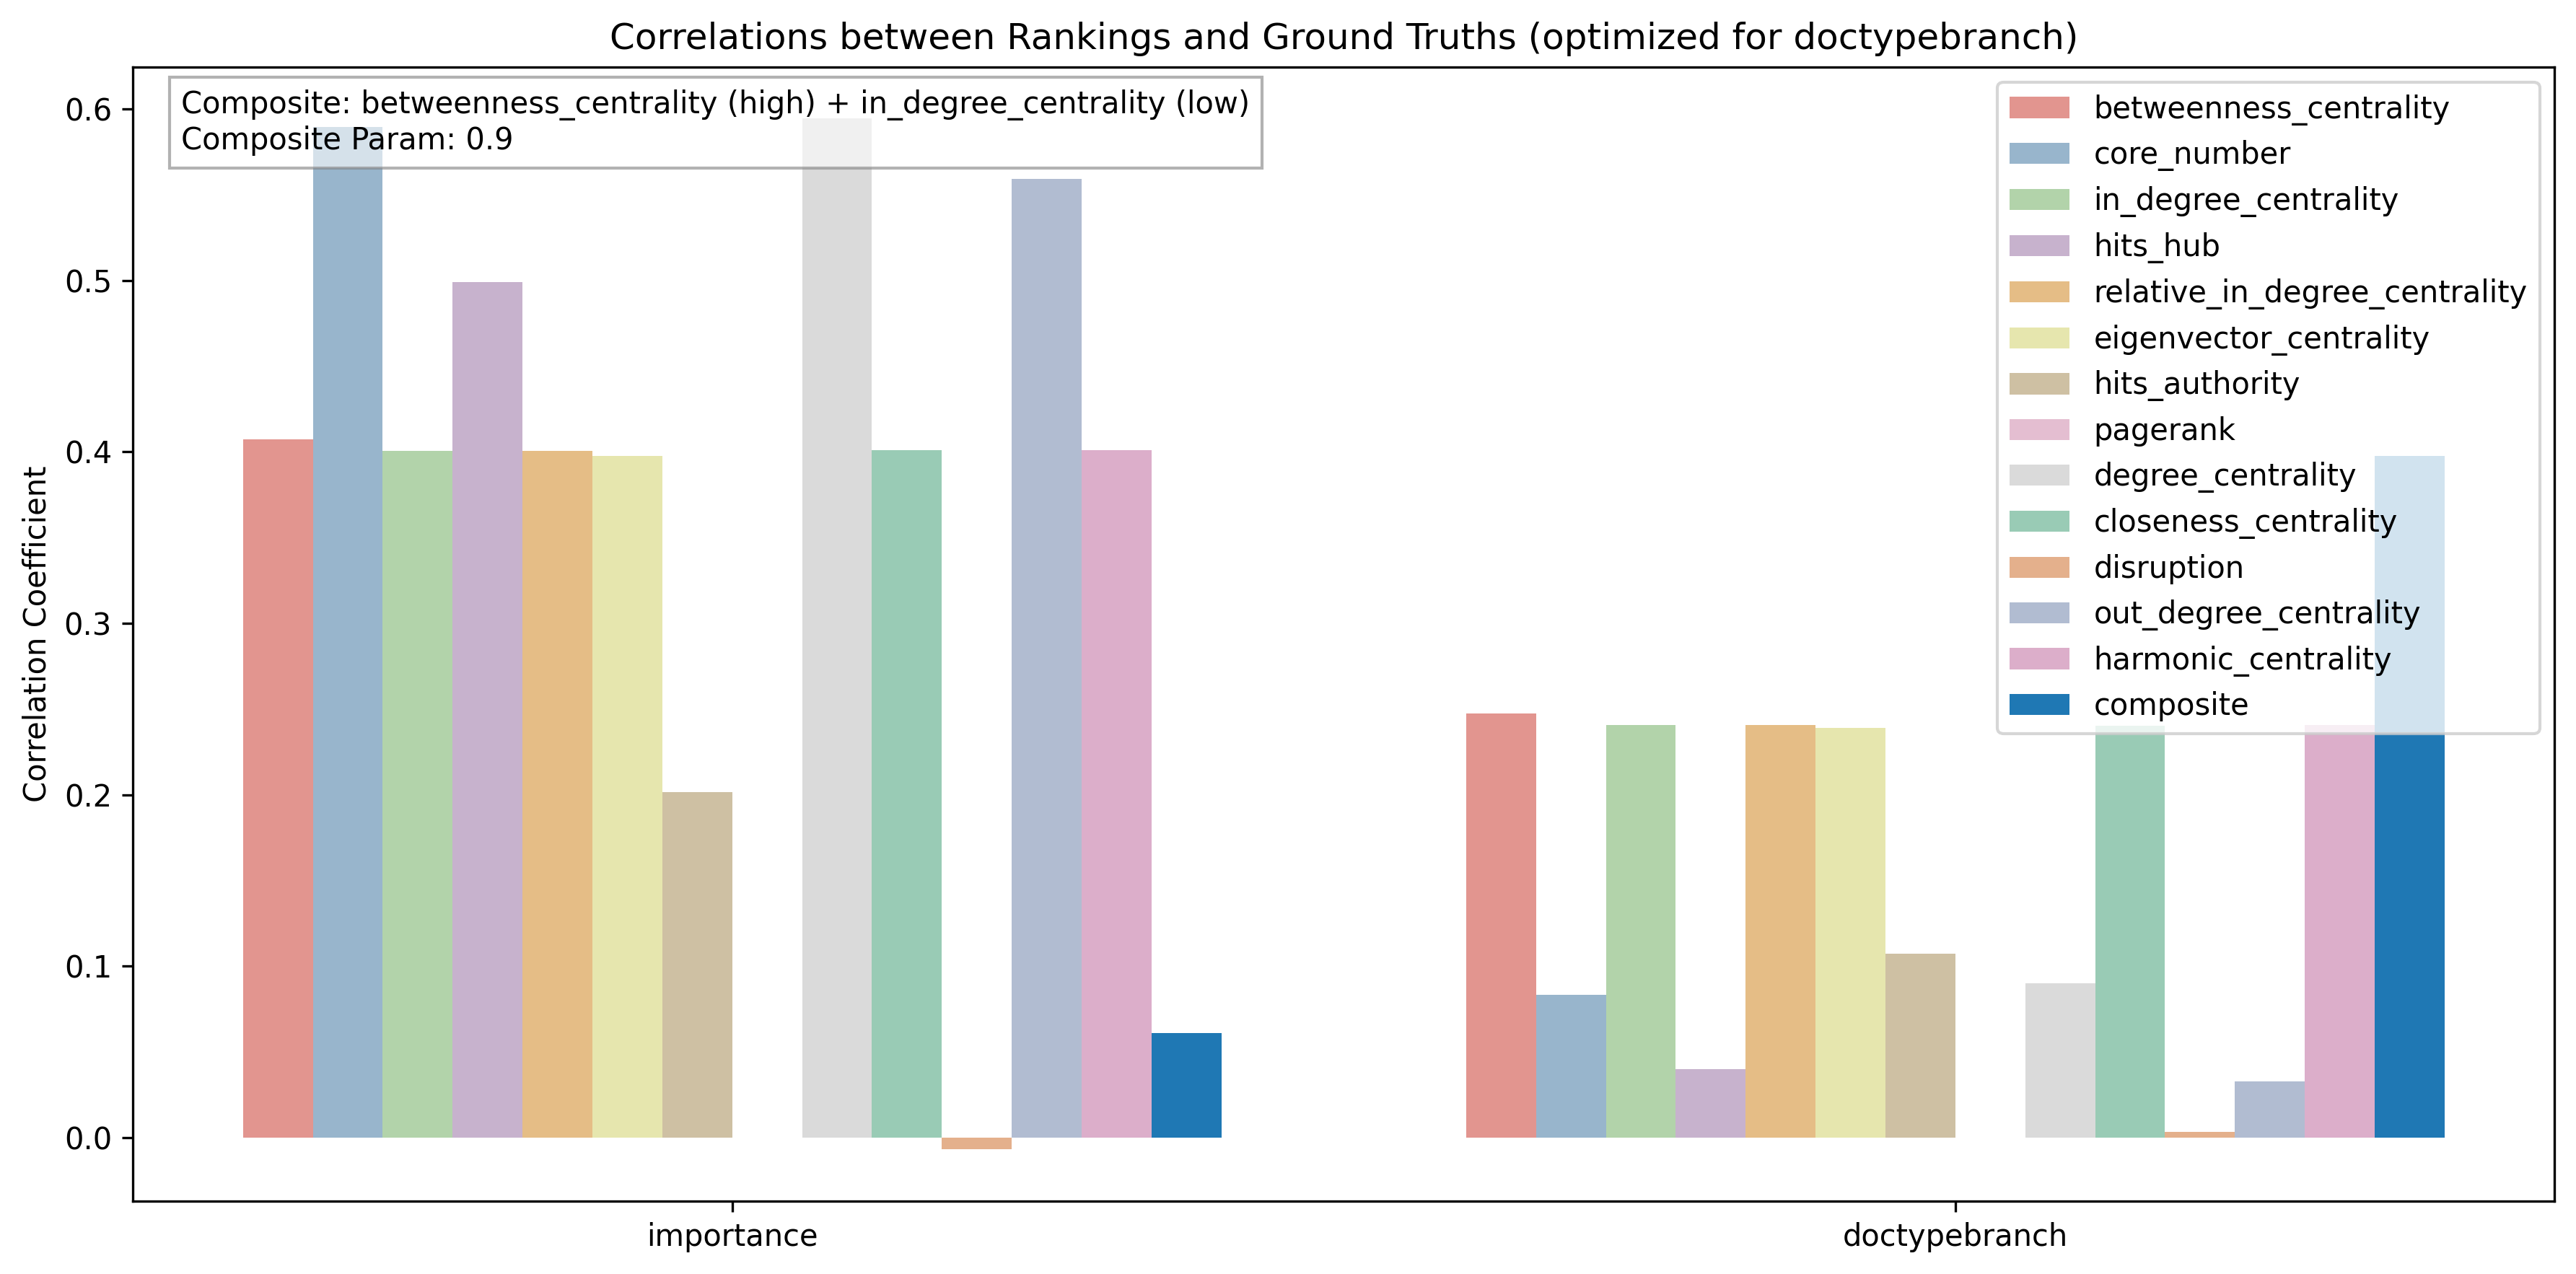 Correlations between Rankings and Ground Truths (optimized for doctypebranch)
Composite: betweenness_centrality (high) + in_degree_centrality (low)
Composite Param: 0.9
betweenness_centrality
core_number
in_degree_centrality
hits_hub
relative_in_degree_centrality
eigenvector_centrality
hits_authority
pagerank
degree_centrality
closeness_centrality
disruption
out_degree_centrality
harmonic_centrality
composite
Correlation Coefficient
0.6
0.5
0.4
0.3
0.2
0.1
0.0
importance
doctypebranch